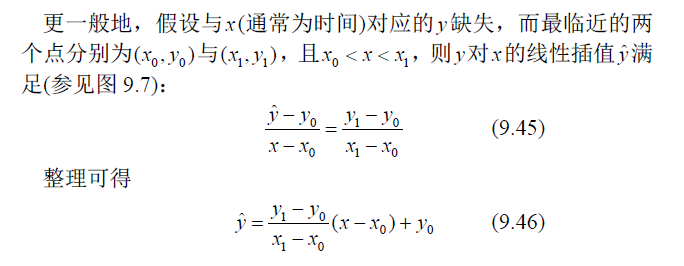 更一般地，假设与x(通常为时间)对应的y缺失，而最临近的两
个点分别为(x₀, y₀)与(x₁, y₁)，且x₀ < x < x₁，则y对x的线性插值ŷ满
足(参见图 9.7)：
(ŷ − y₀)/(x − x₀) = (y₁ − y₀)/(x₁ − x₀) (9.45)
整理可得
ŷ = (y₁ − y₀)/(x₁ − x₀) (x − x₀) + y₀ (9.46)